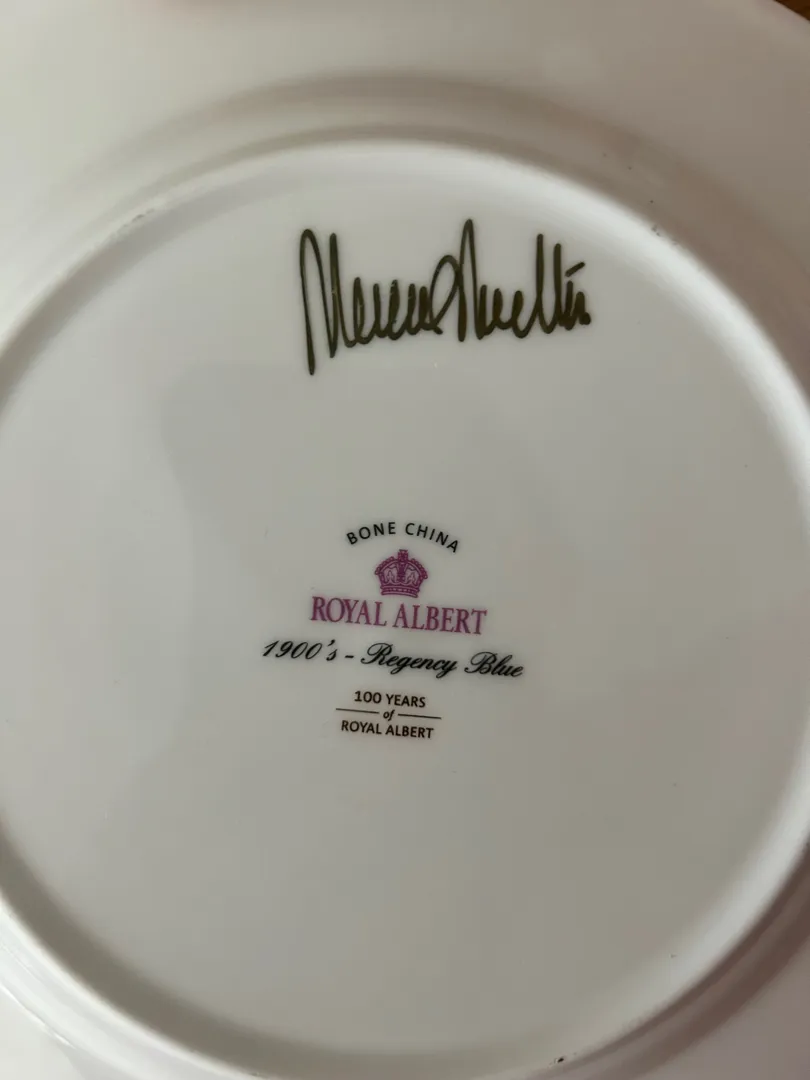 BONE CHINA
ROYAL ALBERT
1900's - Regency Blue
100 YEARS
of
ROYAL ALBERT